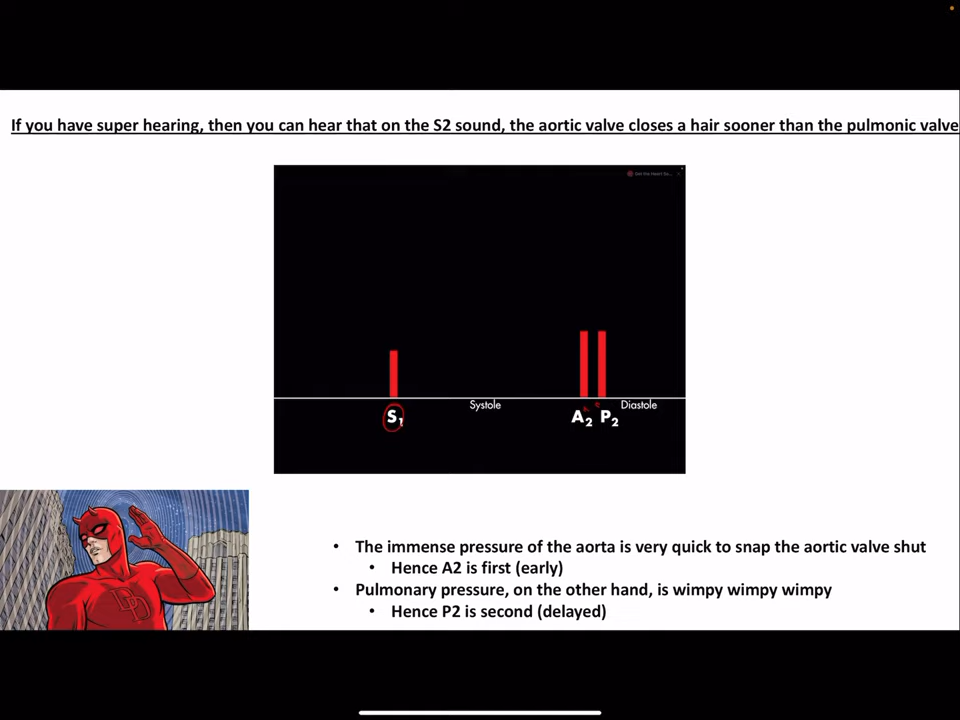 If you have super hearing, then you can hear that on the S2 sound, the aortic valve closes a hair sooner than the pulmonic valve
Systole
Diastole
S1
A2 P2
• The immense pressure of the aorta is very quick to snap the aortic valve shut
• Hence A2 is first (early)
• Pulmonary pressure, on the other hand, is wimpy wimpy wimpy
• Hence P2 is second (delayed)
DD